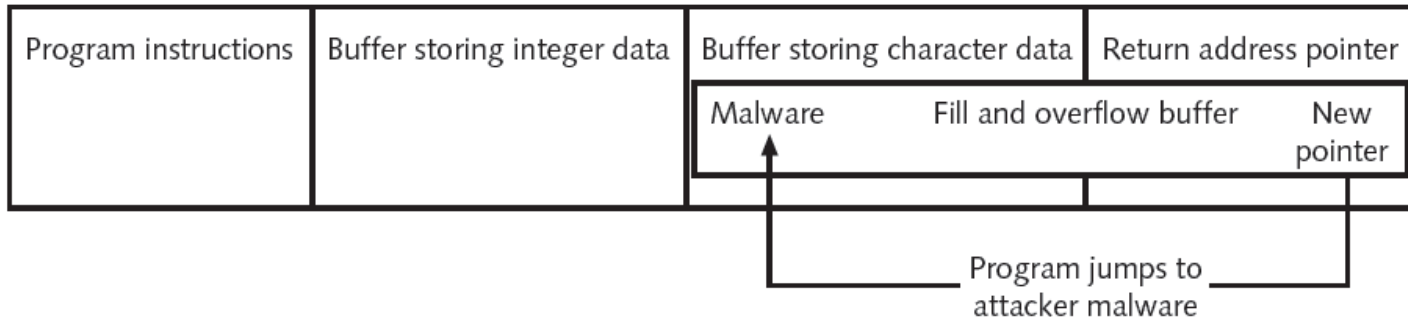 Program instructions
Buffer storing integer data
Buffer storing character data
Return address pointer
Malware
Fill and overflow buffer
New
pointer
Program jumps to
attacker malware